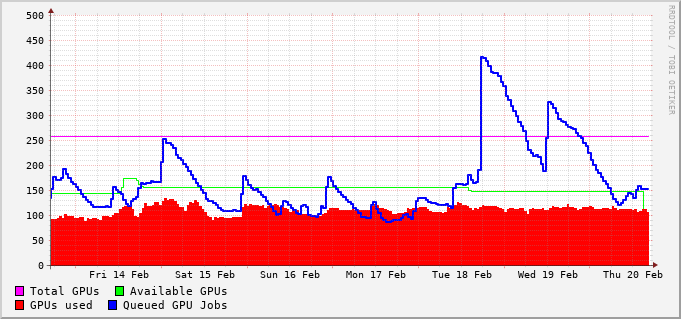 500
450
400
350
300
250
200
150
100
50
0
Fri 14 Feb Sat 15 Feb Sun 16 Feb Mon 17 Feb Tue 18 Feb Wed 19 Feb Thu 20 Feb
Total GPUs Available GPUs
GPUs used Queued GPU Jobs
RRDTOOL / TOBI OETIKER